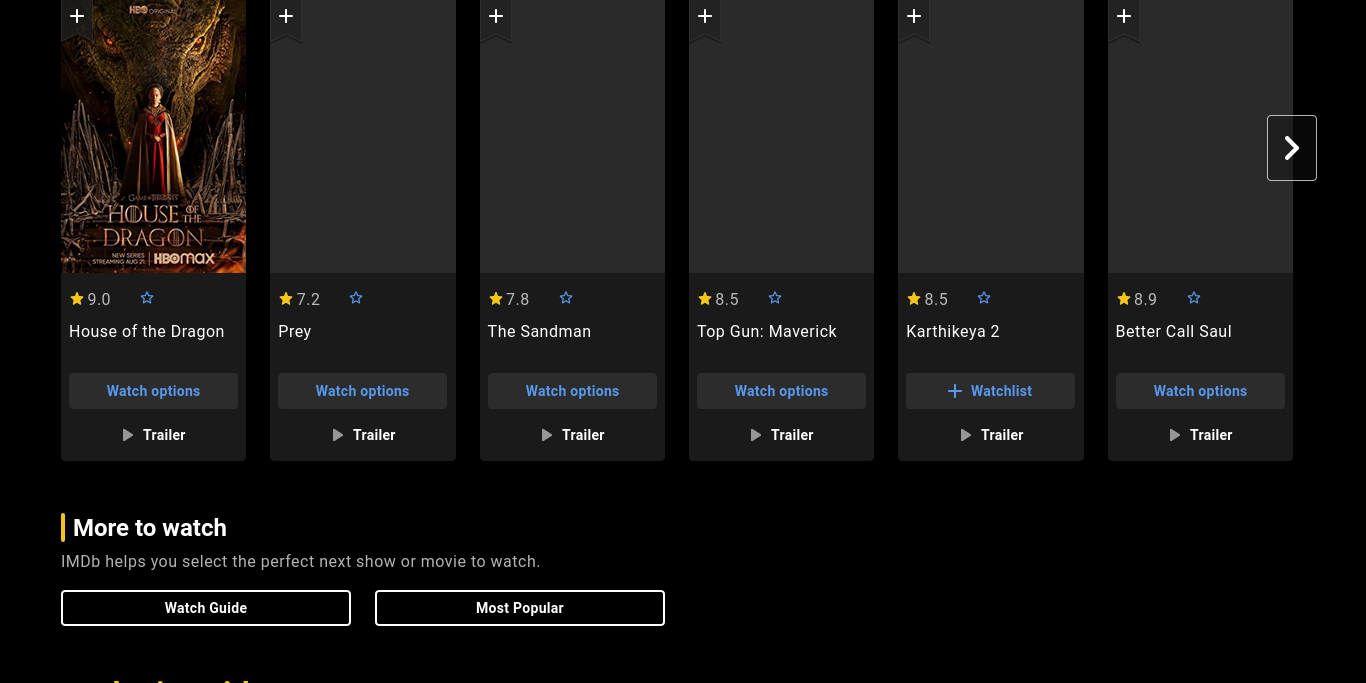 HBO ORIGINAL
GAME OF THRONES
HOUSE OF THE
DRAGON
NEW SERIES
STREAMING AUG 21 | HBOmax
9.0 7.2 7.8 8.5 8.5 8.9
House of the Dragon Prey The Sandman Top Gun: Maverick Karthikeya 2 Better Call Saul
Watch options Watch options Watch options Watch options Watchlist Watch options
Trailer Trailer Trailer Trailer Trailer Trailer
More to watch
IMDb helps you select the perfect next show or movie to watch.
Watch Guide Most Popular